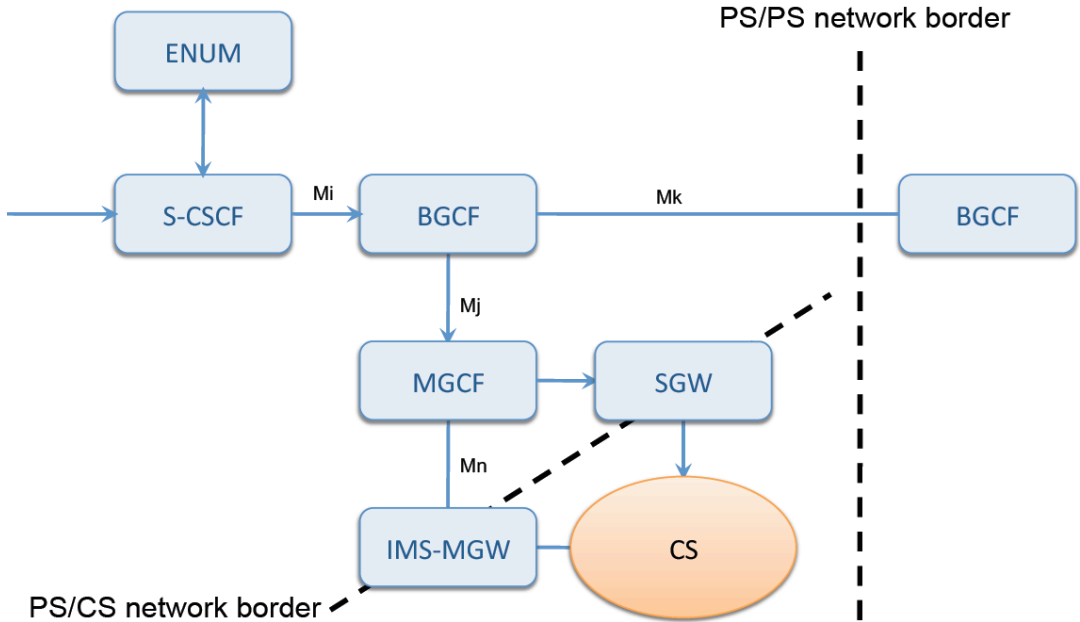 PS/PS network border
ENUM
S-CSCF
Mi
BGCF
Mk
BGCF
Mj
MGCF
SGW
Mn
IMS-MGW
CS
PS/CS network border